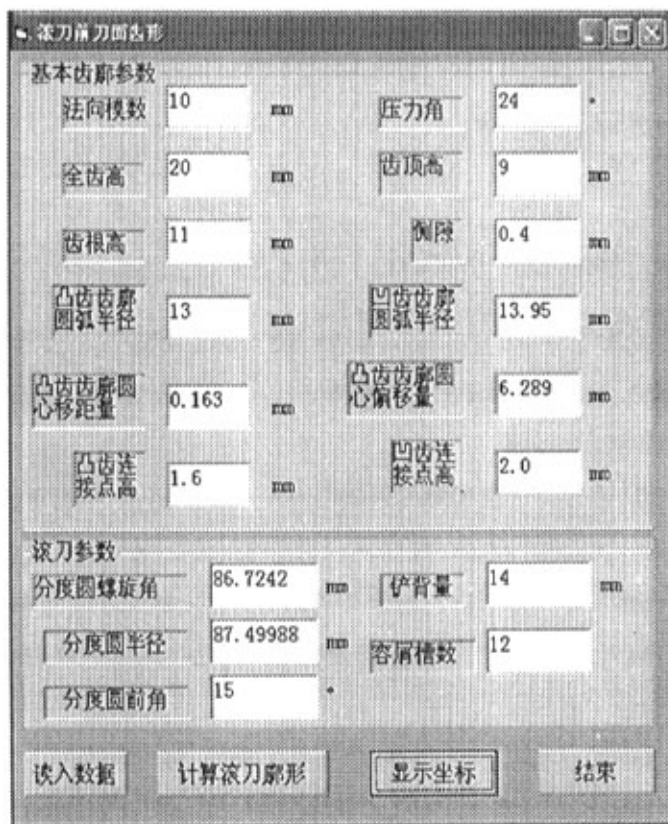 滚刀前刀面齿形
基本齿廓参数
法向模数 10 mm 压力角 24 °
全齿高 20 mm 齿顶高 9 mm
齿根高 11 mm 侧隙 0.4 mm
凸齿齿廓圆弧半径 13 mm 凹齿齿廓圆弧半径 13.95 mm
凸齿齿廓圆心移距量 0.163 mm 凸齿齿廓圆心偏移量 6.289 mm
凸齿连接点高 1.6 mm 凹齿连接点高 2.0 mm
滚刀参数
分度圆螺旋角 86.7242 mm 铲背量 14 mm
分度圆半径 87.49988 mm 容屑槽数 12
分度圆前角 15 °
读入数据 计算滚刀廓形 显示坐标 结束